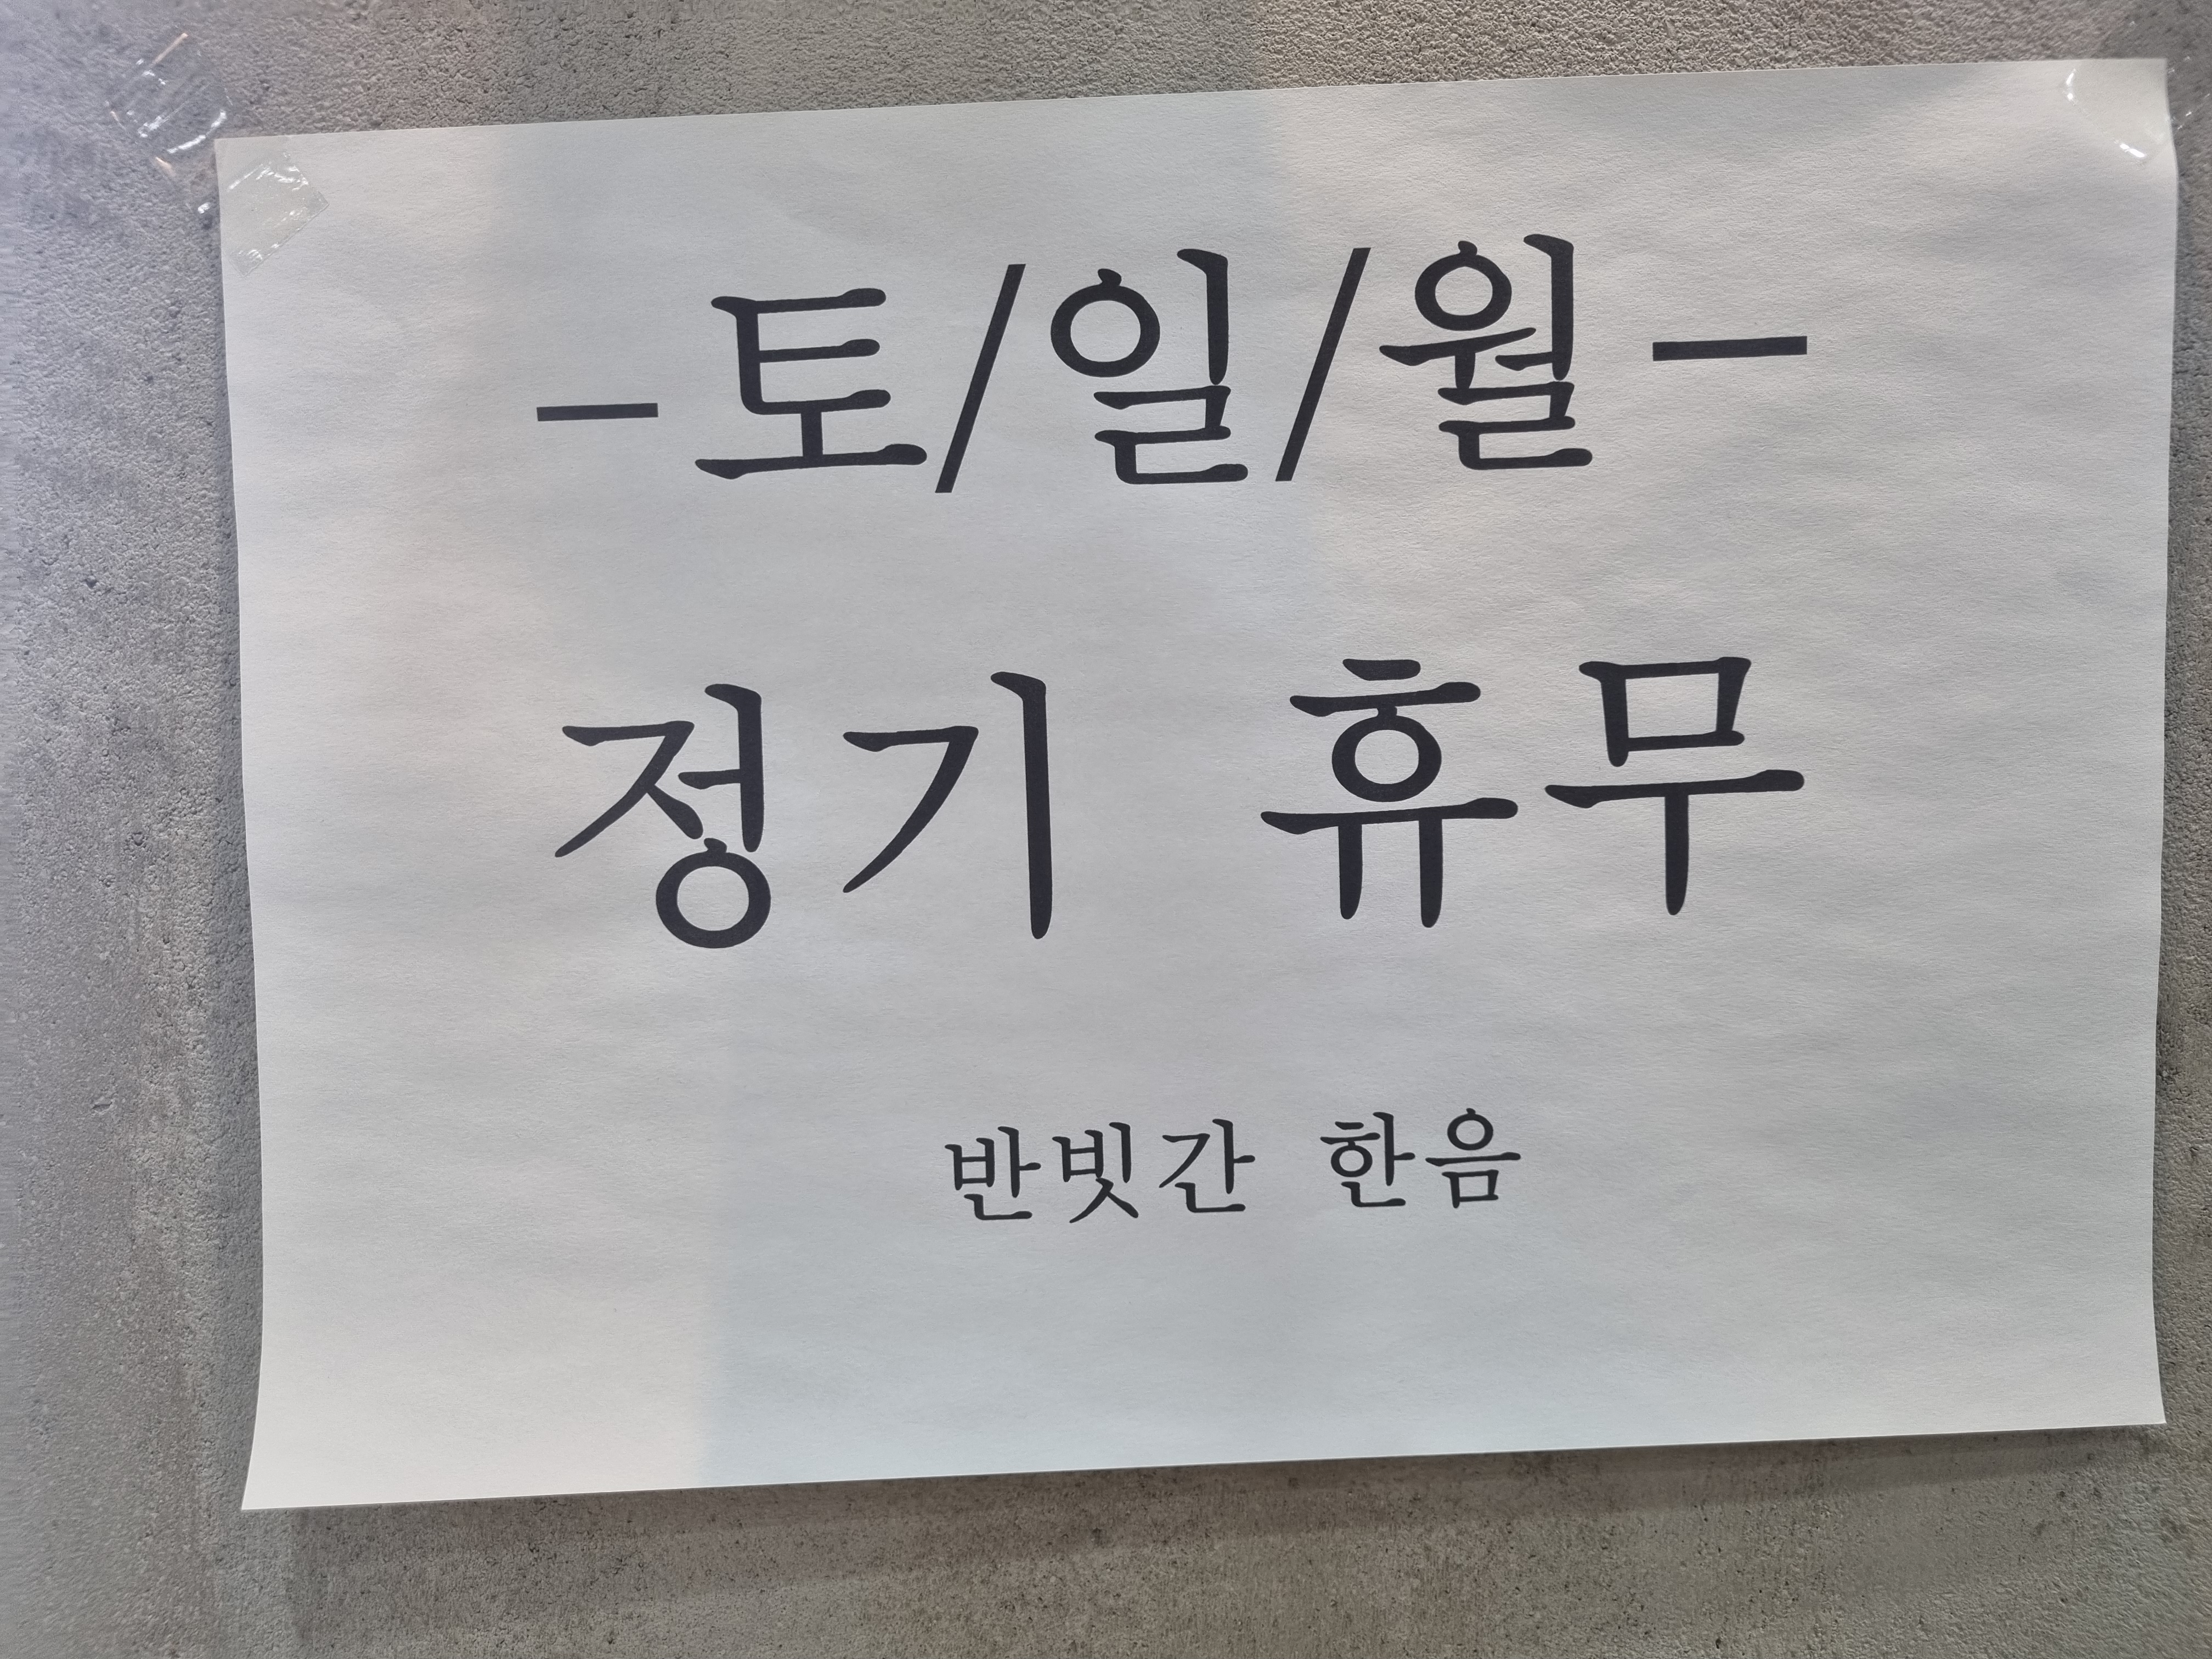 -토/일/월-
정기 휴무
반빗간 한음